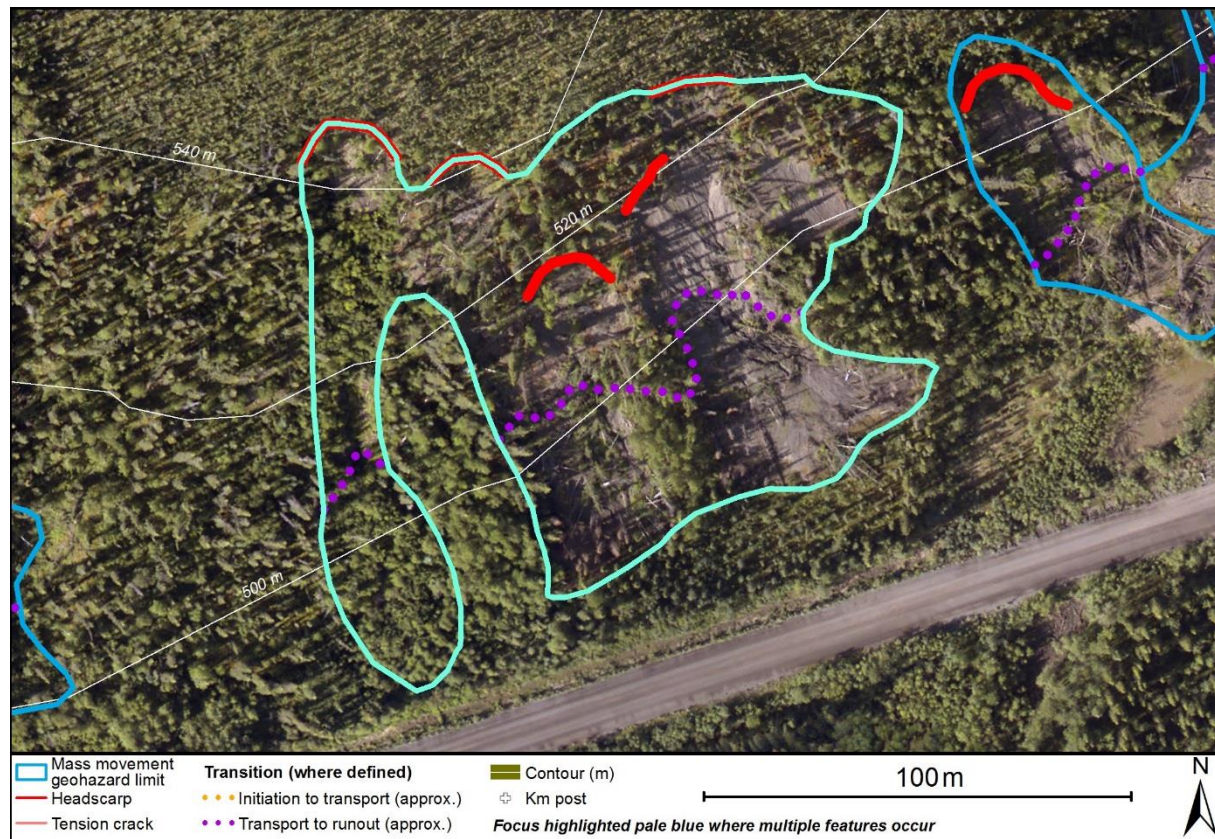 540 m
520 m
500 m
Mass movement geohazard limit
Headscarp
Tension crack
Transition (where defined)
Initiation to transport (approx.)
Transport to runout (approx.)
Contour (m)
Km post
Focus highlighted pale blue where multiple features occur
100 m
N